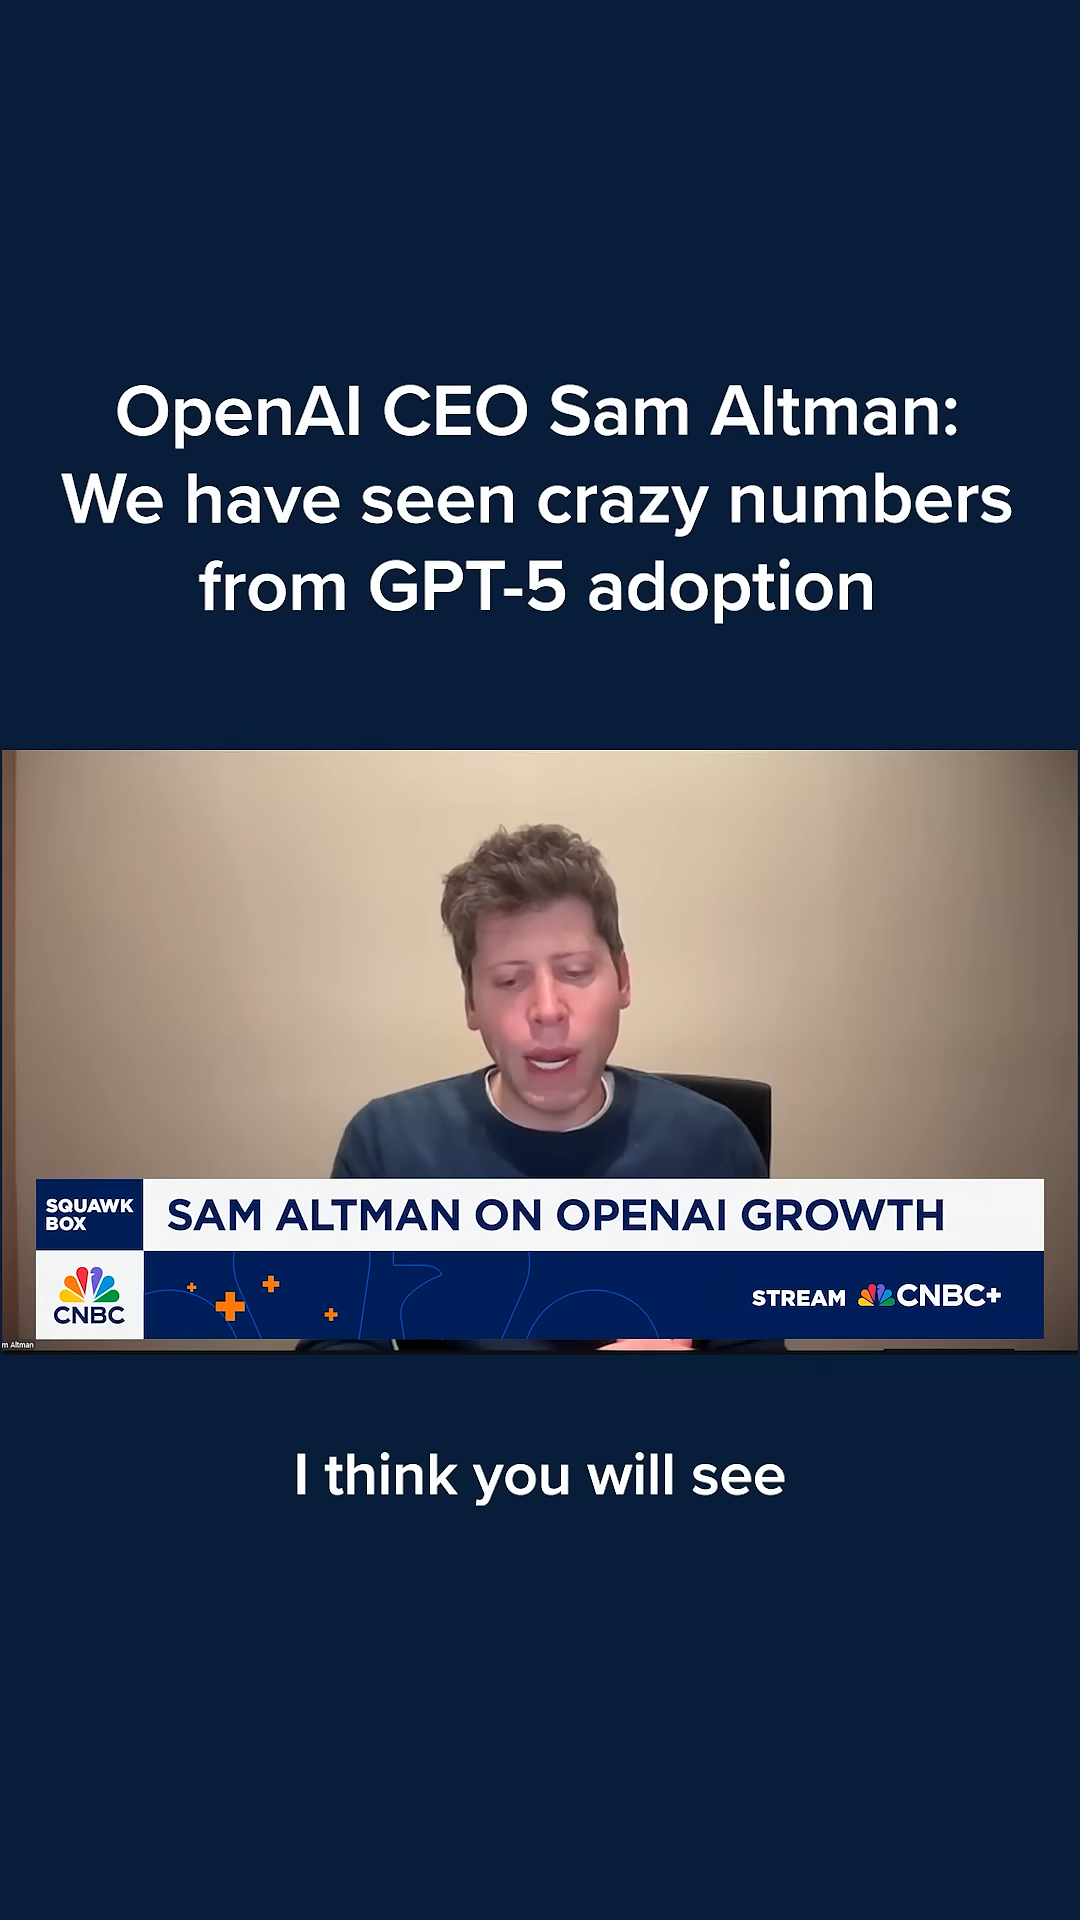 OpenAI CEO Sam Altman:
We have seen crazy numbers
from GPT-5 adoption
SQUAWK
BOX
SAM ALTMAN ON OPENAI GROWTH
CNBC
STREAM CNBC+
m Altman
I think you will see